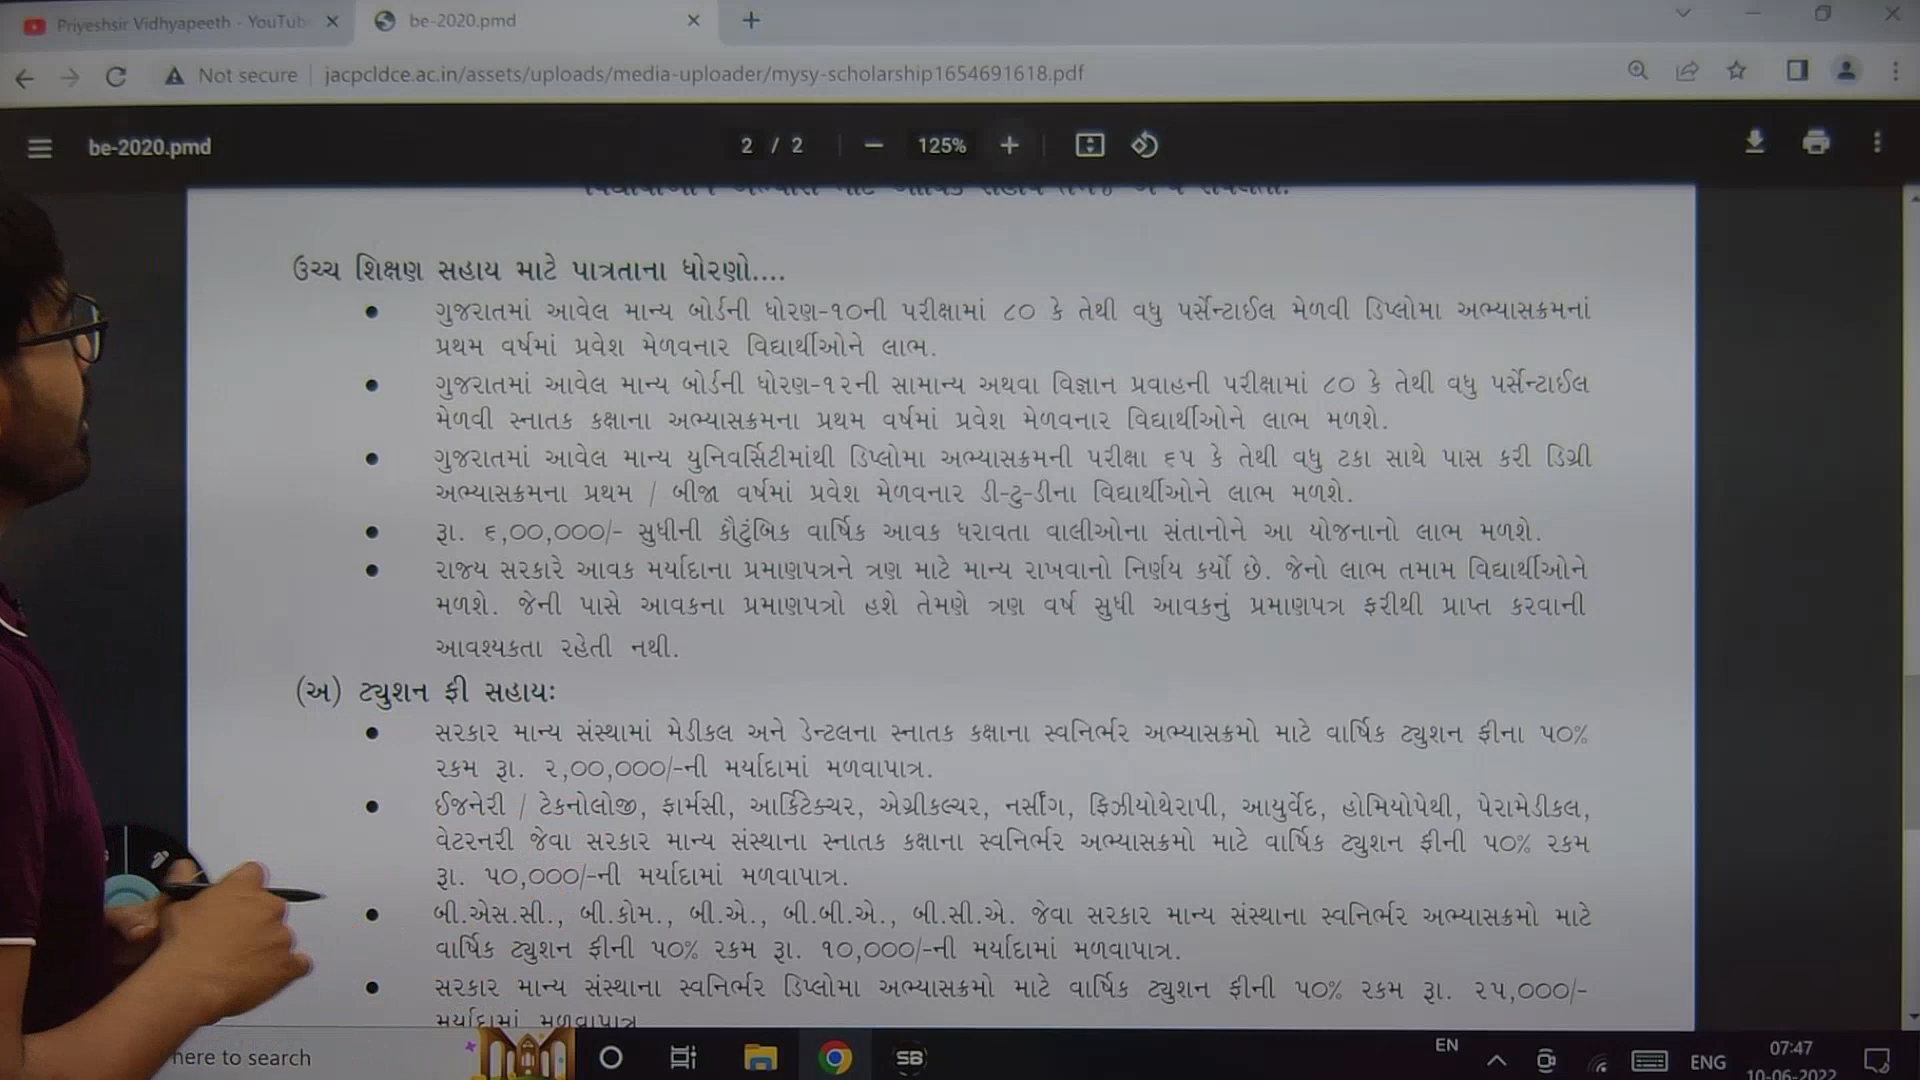 Priyeshsir Vidhyapeeth - YouTub
be-2020.pmd
Not secure
jacpcldce.ac.in/assets/uploads/media-uploader/mysy-scholarship1654691618.pdf
be-2020.pmd
2 / 2
125%
ઉચ્ચ શિક્ષણ સહાય માટે પાત્રતાના ધોરણો....
• ગુજરાતમાં આવેલ માન્ય બોર્ડની ધોરણ-૧૦ની પરીક્ષામાં ૮૦ કે તેથી વધુ પર્સેન્ટાઈલ મેળવી ડિપ્લોમા અભ્યાસક્રમનાં
પ્રથમ વર્ષમાં પ્રવેશ મેળવનાર વિદ્યાર્થીઓને લાભ.
• ગુજરાતમાં આવેલ માન્ય બોર્ડની ધોરણ-૧૨ની સામાન્ય અથવા વિજ્ઞાન પ્રવાહની પરીક્ષામાં ૮૦ કે તેથી વધુ પર્સેન્ટાઈલ
મેળવી સ્નાતક કક્ષાના અભ્યાસક્રમના પ્રથમ વર્ષમાં પ્રવેશ મેળવનાર વિદ્યાર્થીઓને લાભ મળશે.
• ગુજરાતમાં આવેલ માન્ય યુનિવર્સિટીમાંથી ડિપ્લોમા અભ્યાસક્રમની પરીક્ષા ૬૫ કે તેથી વધુ ટકા સાથે પાસ કરી ડિગ્રી
અભ્યાસક્રમના પ્રથમ / બીજા વર્ષમાં પ્રવેશ મેળવનાર ડી-ટુ-ડીના વિદ્યાર્થીઓને લાભ મળશે.
• રૂા. ૬,૦૦,૦૦૦/- સુધીની કૌટુંબિક વાર્ષિક આવક ધરાવતા વાલીઓના સંતાનોને આ યોજનાનો લાભ મળશે.
• રાજ્ય સરકારે આવક મર્યાદાના પ્રમાણપત્રને ત્રણ માટે માન્ય રાખવાનો નિર્ણય કર્યો છે. જેનો લાભ તમામ વિદ્યાર્થીઓને
મળશે. જેની પાસે આવકના પ્રમાણપત્રો હશે તેમણે ત્રણ વર્ષ સુધી આવકનું પ્રમાણપત્ર ફરીથી પ્રાપ્ત કરવાની
આવશ્યકતા રહેતી નથી.
(અ) ટ્યુશન ફી સહાયઃ
• સરકાર માન્ય સંસ્થામાં મેડીકલ અને ડેન્ટલના સ્નાતક કક્ષાના સ્વનિર્ભર અભ્યાસક્રમો માટે વાર્ષિક ટ્યુશન ફીના ૫૦%
રકમ રૂા. ૨,૦૦,૦૦૦/-ની મર્યાદામાં મળવાપાત્ર.
• ઈજનેરી / ટેકનોલોજી, ફાર્મસી, આર્કિટેક્ચર, એગ્રીકલ્ચર, નર્સીંગ, ફિઝીયોથેરાપી, આયુર્વેદ, હોમિયોપેથી, પેરામેડીકલ,
વેટરનરી જેવા સરકાર માન્ય સંસ્થાના સ્નાતક કક્ષાના સ્વનિર્ભર અભ્યાસક્રમો માટે વાર્ષિક ટ્યુશન ફીની ૫૦% રકમ
રૂા. ૫૦,૦૦૦/-ની મર્યાદામાં મળવાપાત્ર.
• બી.એસ.સી., બી.કોમ., બી.એ., બી.બી.એ., બી.સી.એ. જેવા સરકાર માન્ય સંસ્થાના સ્વનિર્ભર અભ્યાસક્રમો માટે
વાર્ષિક ટ્યુશન ફીની ૫૦% રકમ રૂા. ૧૦,૦૦૦/-ની મર્યાદામાં મળવાપાત્ર.
• સરકાર માન્ય સંસ્થાના સ્વનિર્ભર ડિપ્લોમા અભ્યાસક્રમો માટે વાર્ષિક ટ્યુશન ફીની ૫૦% રકમ રૂા. ૨૫,૦૦૦/-
મર્યાદામાં મળવાપાત્ર
here to search
SB
EN
ENG
07:47
10-06-2022